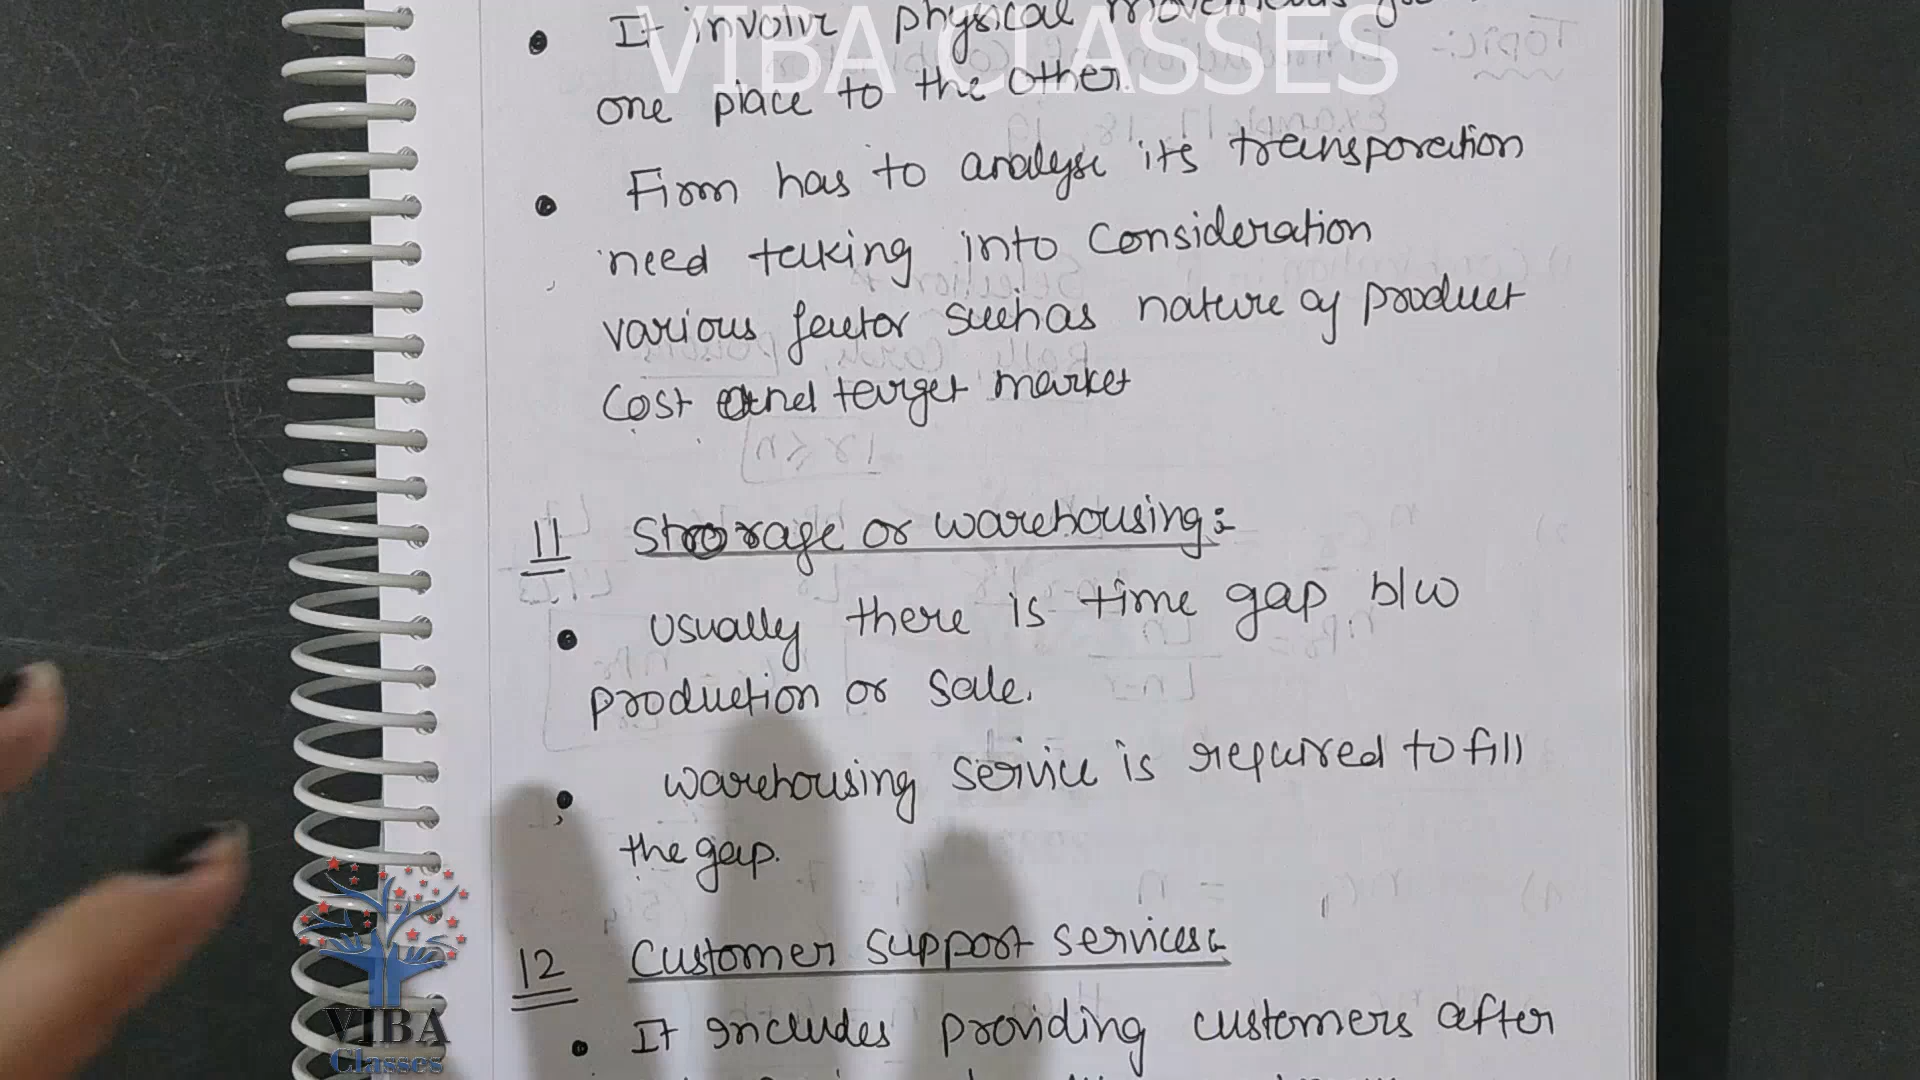 It involve physical movement
VIBA CLASSES
one place to the other.
Firm has to analyse its transporation
need taking into consideration
various factor such as nature of product
Cost and target market
11 Storage or warehousing:
Usually there is time gap b/w
production or sale.
warehousing service is required to fill
the gap.
12 Customer support services:
It includes providing customers after
VIBA
Classes